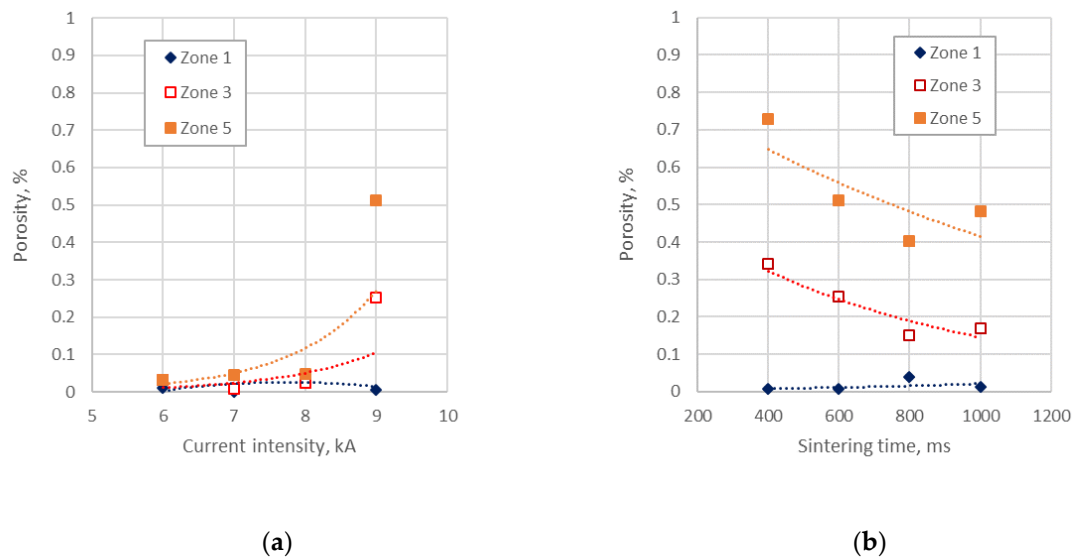 1
0.9
0.8
0.7
0.6
0.5
0.4
0.3
0.2
0.1
0
Porosity, %
Zone 1
Zone 3
Zone 5
5 6 7 8 9 10
Current intensity, kA
(a)
1
0.9
0.8
0.7
0.6
0.5
0.4
0.3
0.2
0.1
0
Porosity, %
Zone 1
Zone 3
Zone 5
200 400 600 800 1000 1200
Sintering time, ms
(b)